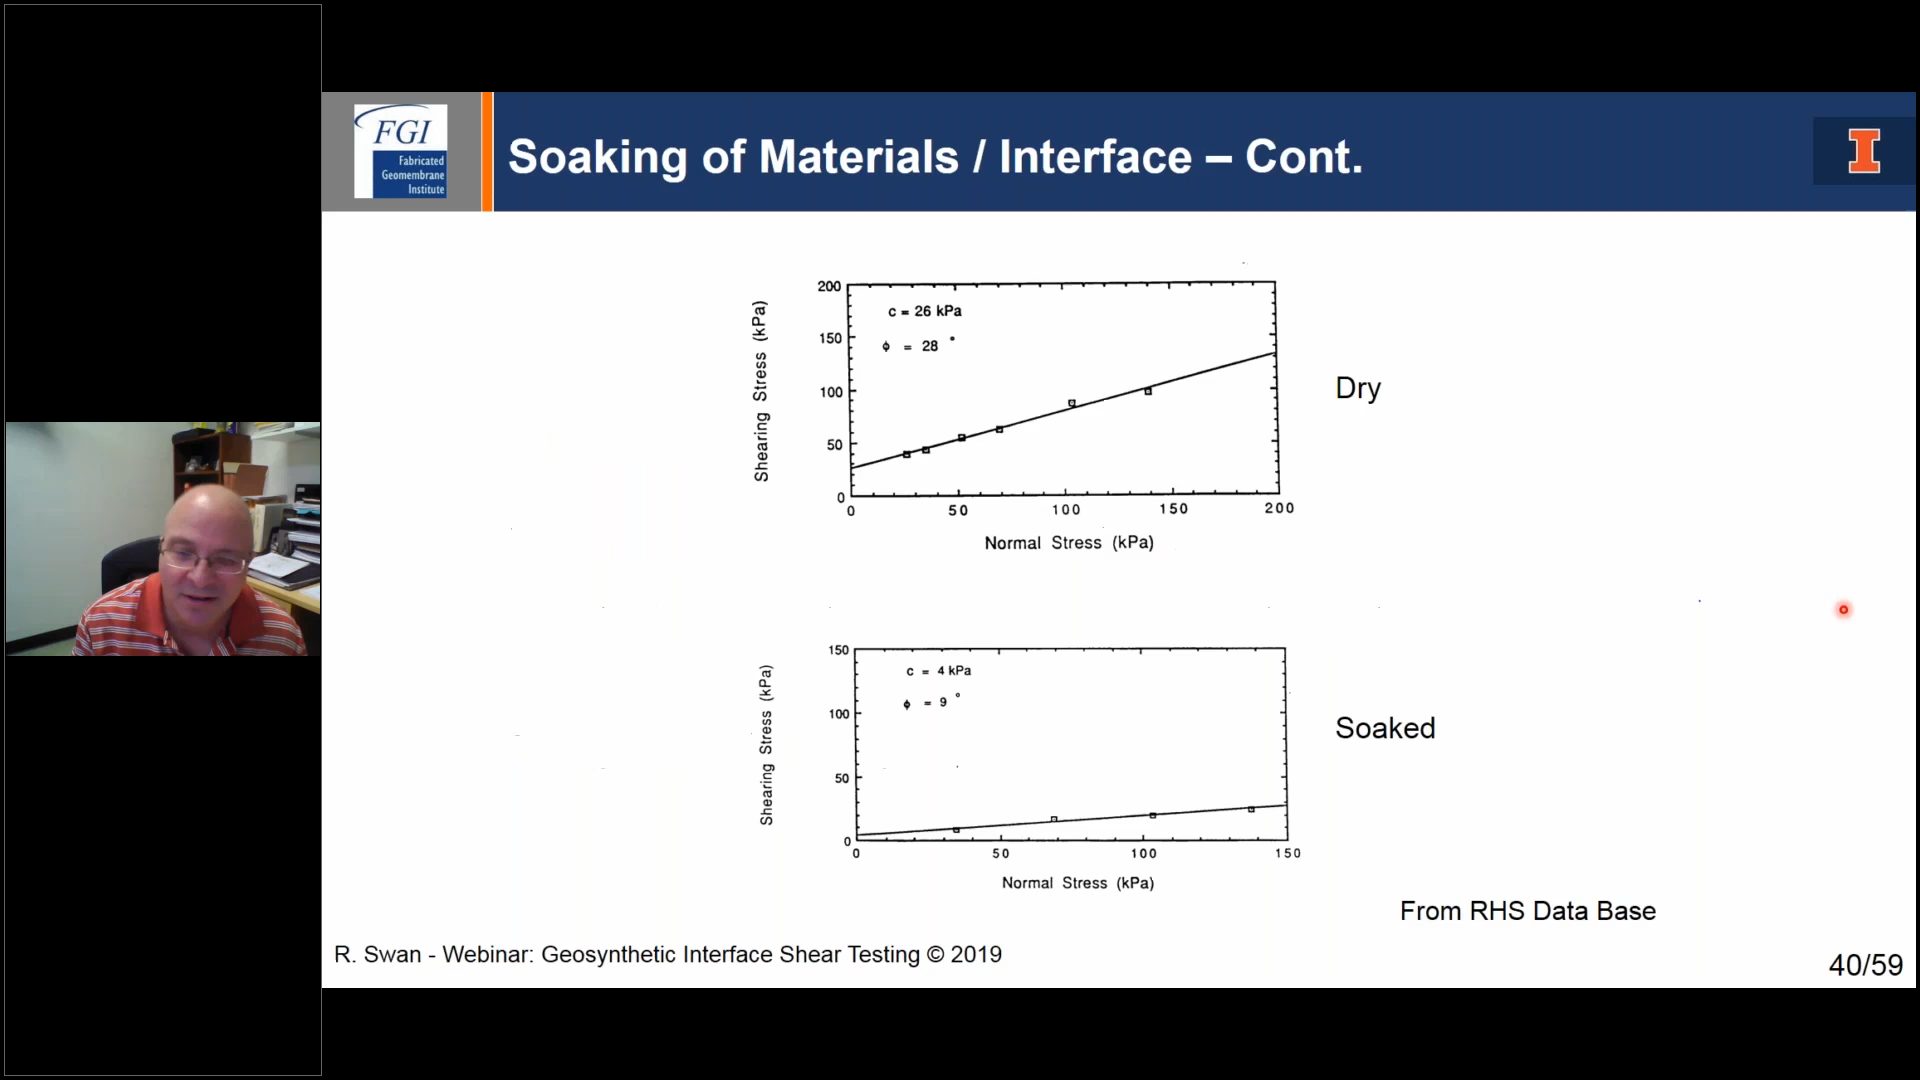 FGI
Fabricated
Geomembrane
Institute
Soaking of Materials / Interface – Cont.
I
Shearing Stress (kPa)
200
150
100
50
0
c = 26 kPa
ϕ = 28 °
0 50 100 150 200
Normal Stress (kPa)
Dry
Shearing Stress (kPa)
150
100
50
0
c = 4 kPa
ϕ = 9 °
0 50 100 150
Normal Stress (kPa)
Soaked
From RHS Data Base
R. Swan - Webinar: Geosynthetic Interface Shear Testing © 2019
40/59